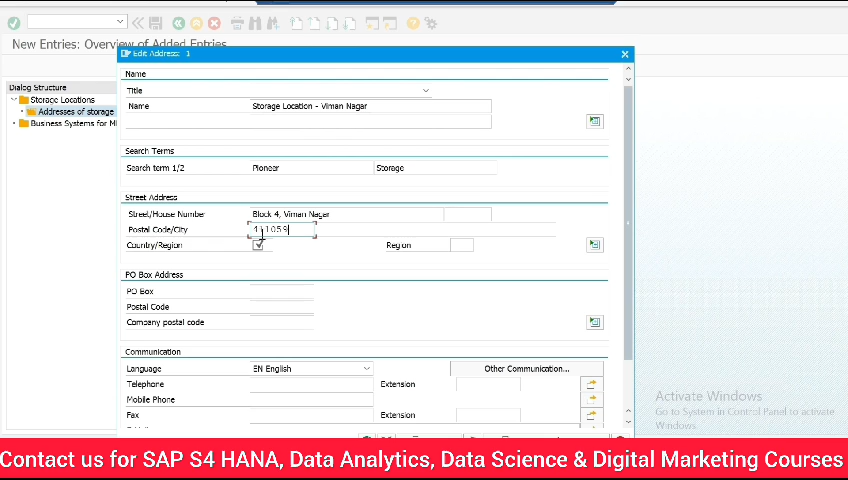 New Entries: Overview of Added Entries
Dialog Structure
Storage Locations
Addresses of storage
Business Systems for M
Edit Address: 1
Name
Title
Name Storage Location - Viman Nagar
Search Terms
Search term 1/2 Pioneer Storage
Street Address
Street/House Number Block 4, Viman Nagar
Postal Code/City 411059
Country/Region Region
PO Box Address
PO Box
Postal Code
Company postal code
Communication
Language EN English Other Communication...
Telephone Extension
Mobile Phone
Fax Extension
Activate Windows
Go to System in Control Panel to activate
Windows.
Contact us for SAP S4 HANA, Data Analytics, Data Science & Digital Marketing Courses